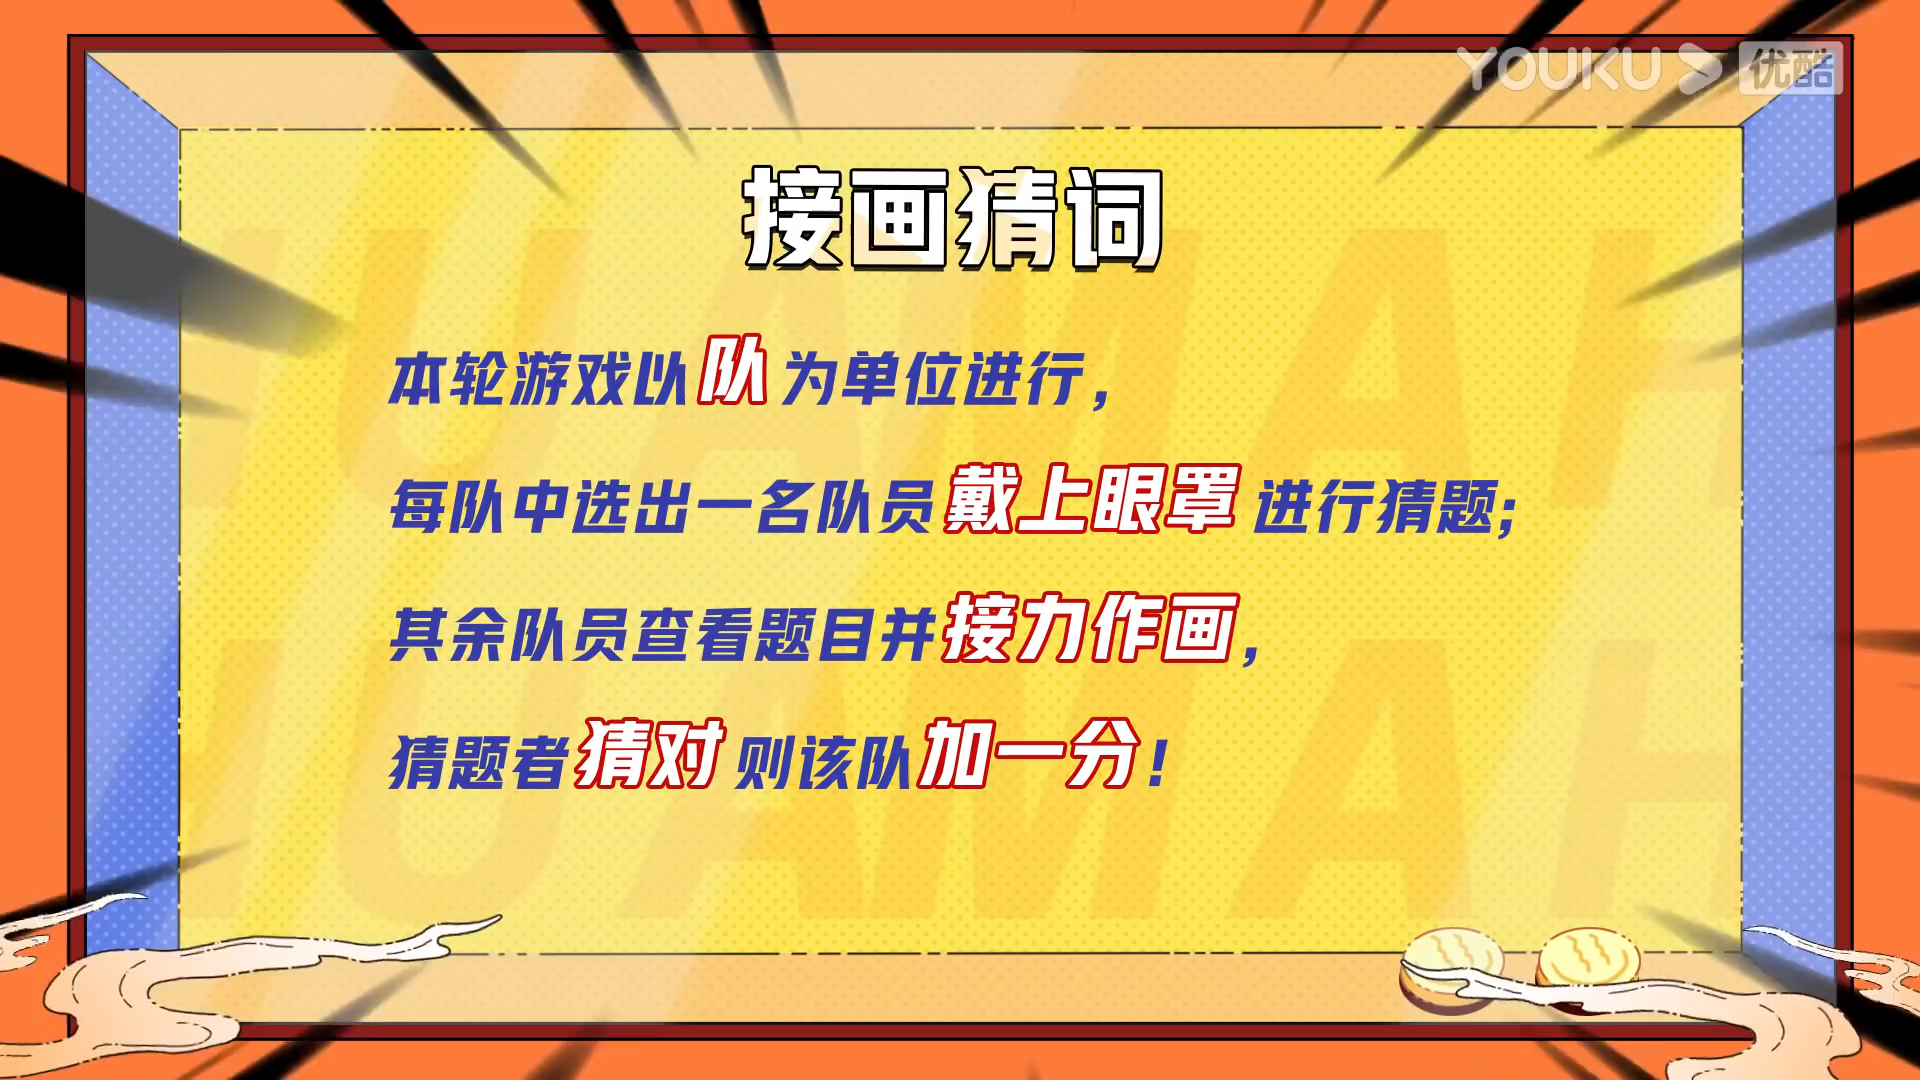 YOUKU 优酷
接画猜词
本轮游戏以队为单位进行，
每队中选出一名队员戴上眼罩进行猜题；
其余队员查看题目并接力作画，
猜题者猜对则该队加一分！
HUAMAH
HUAMAH